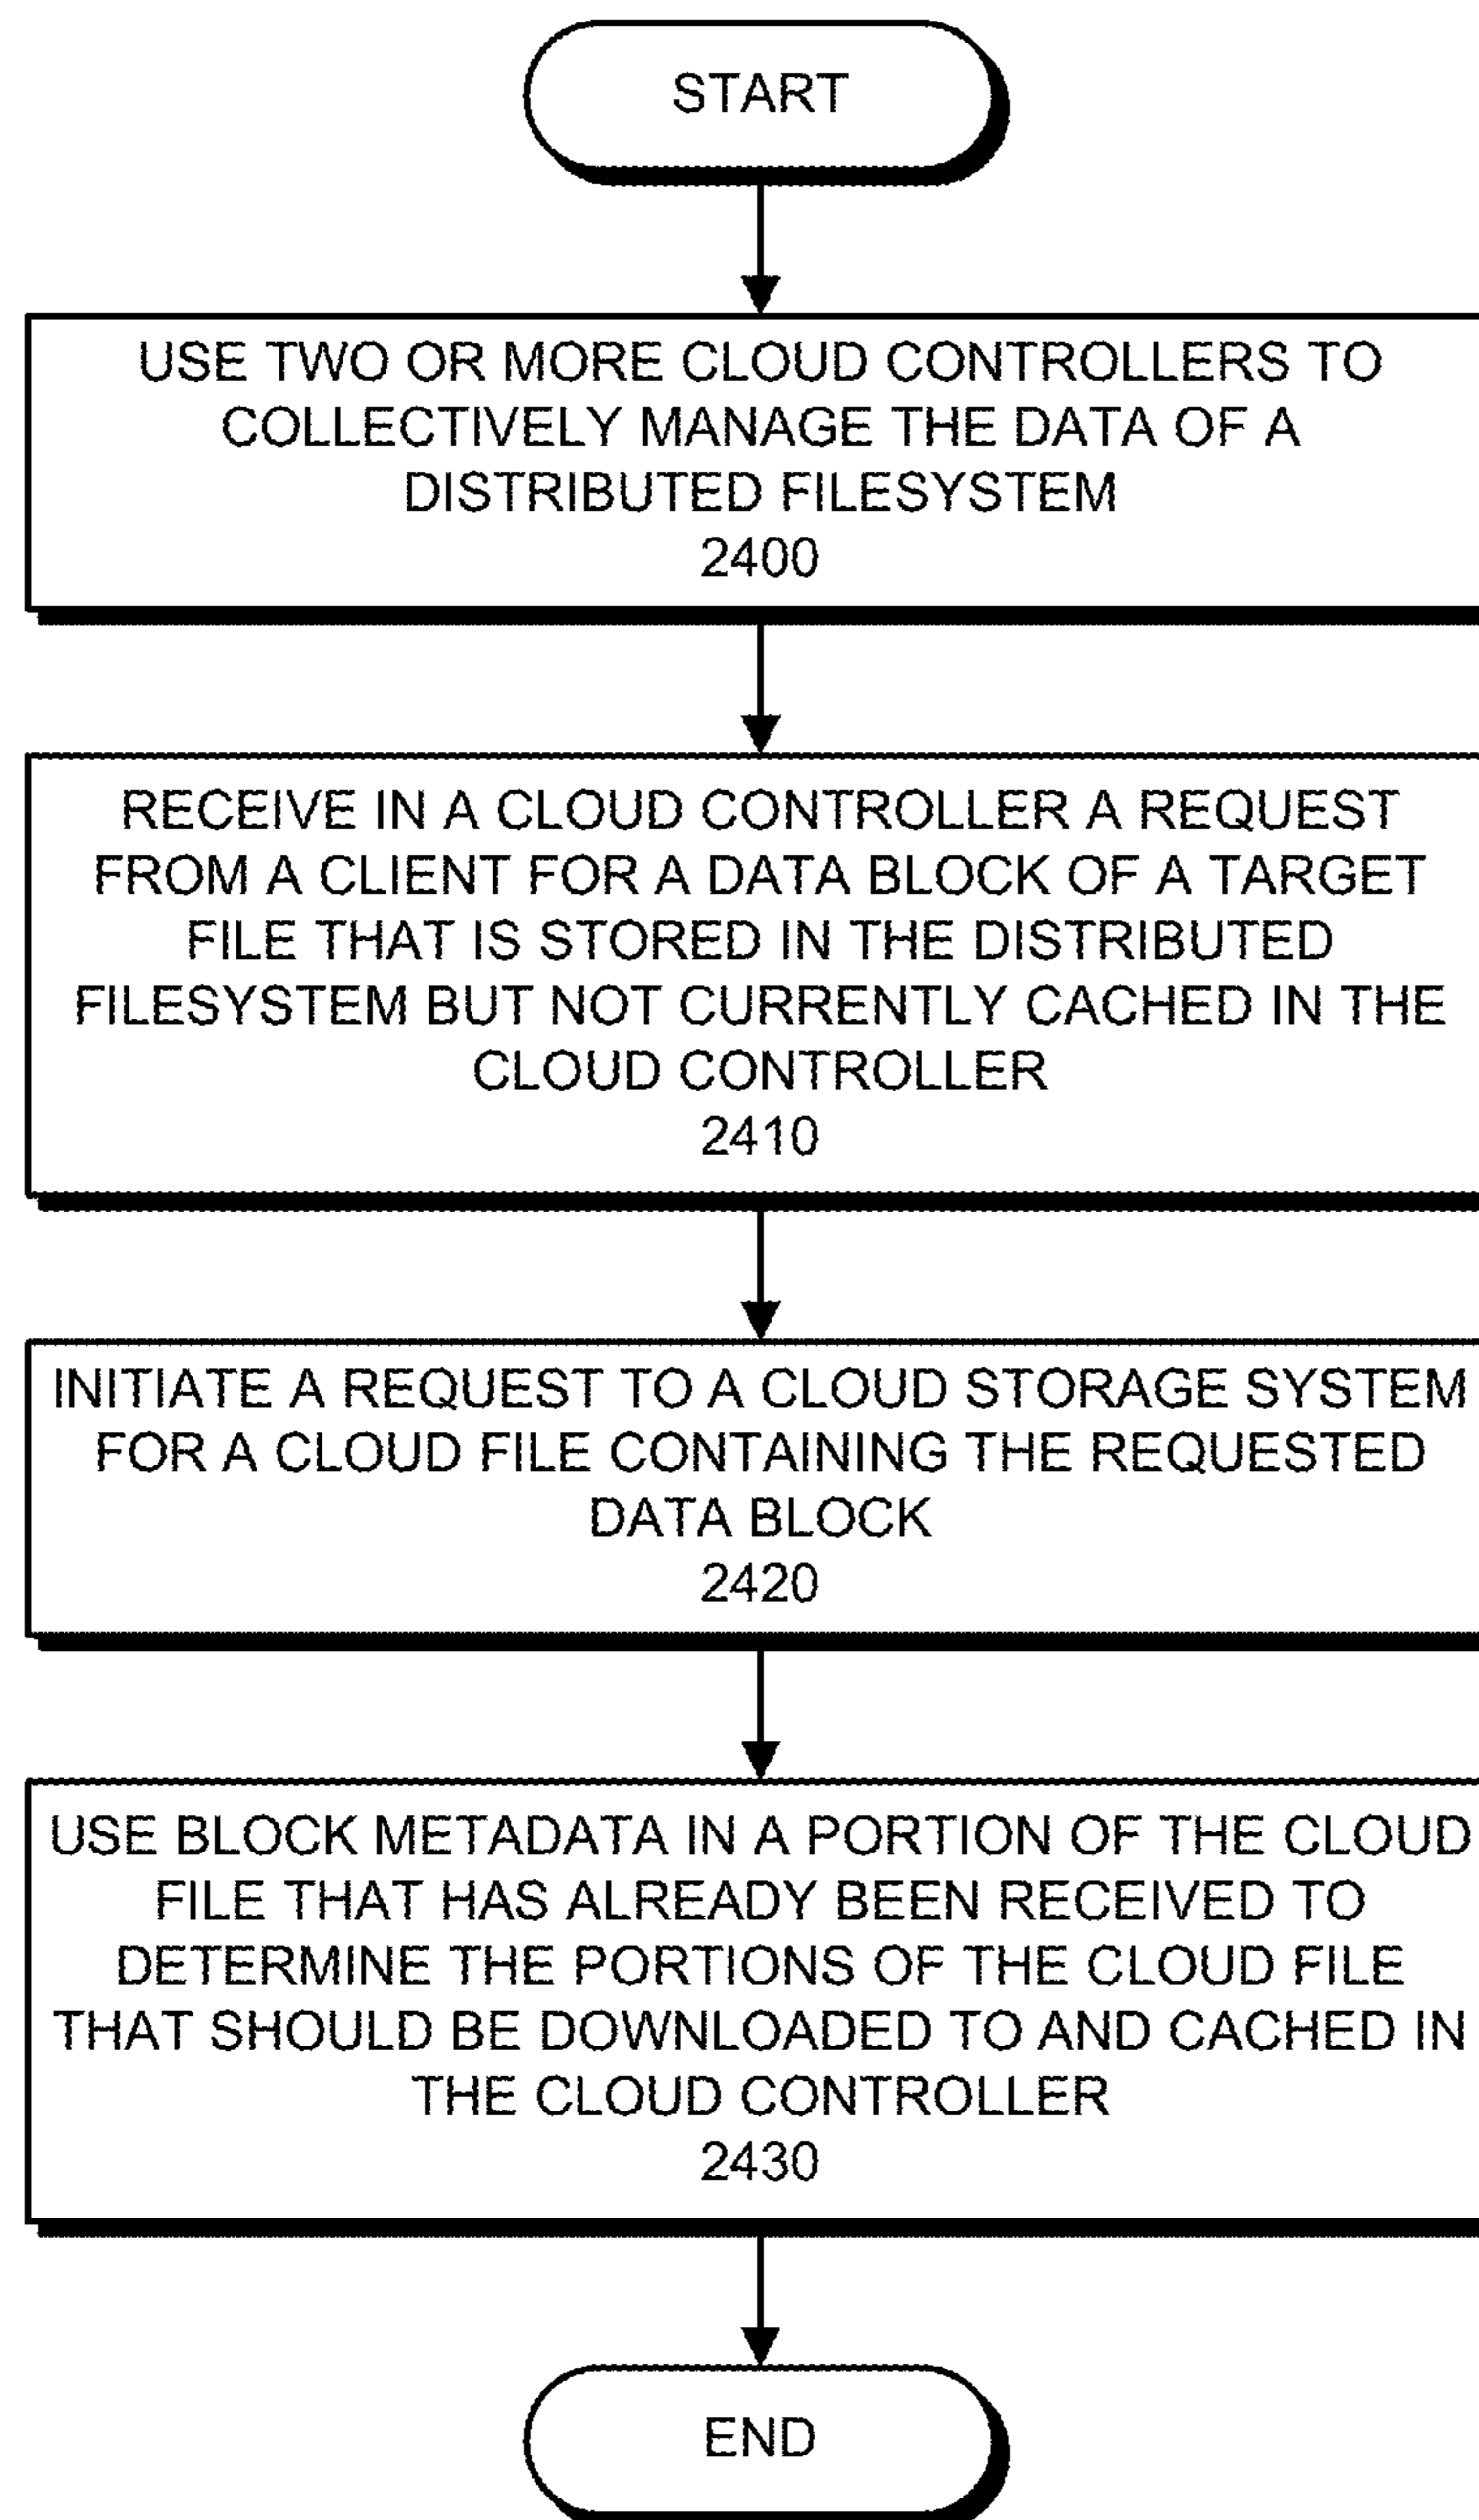 START
USE TWO OR MORE CLOUD CONTROLLERS TO
COLLECTIVELY MANAGE THE DATA OF A
DISTRIBUTED FILESYSTEM
2400
RECEIVE IN A CLOUD CONTROLLER A REQUEST
FROM A CLIENT FOR A DATA BLOCK OF A TARGET
FILE THAT IS STORED IN THE DISTRIBUTED
FILESYSTEM BUT NOT CURRENTLY CACHED IN THE
CLOUD CONTROLLER
2410
INITIATE A REQUEST TO A CLOUD STORAGE SYSTEM
FOR A CLOUD FILE CONTAINING THE REQUESTED
DATA BLOCK
2420
USE BLOCK METADATA IN A PORTION OF THE CLOUD
FILE THAT HAS ALREADY BEEN RECEIVED TO
DETERMINE THE PORTIONS OF THE CLOUD FILE
THAT SHOULD BE DOWNLOADED TO AND CACHED IN
THE CLOUD CONTROLLER
2430
END